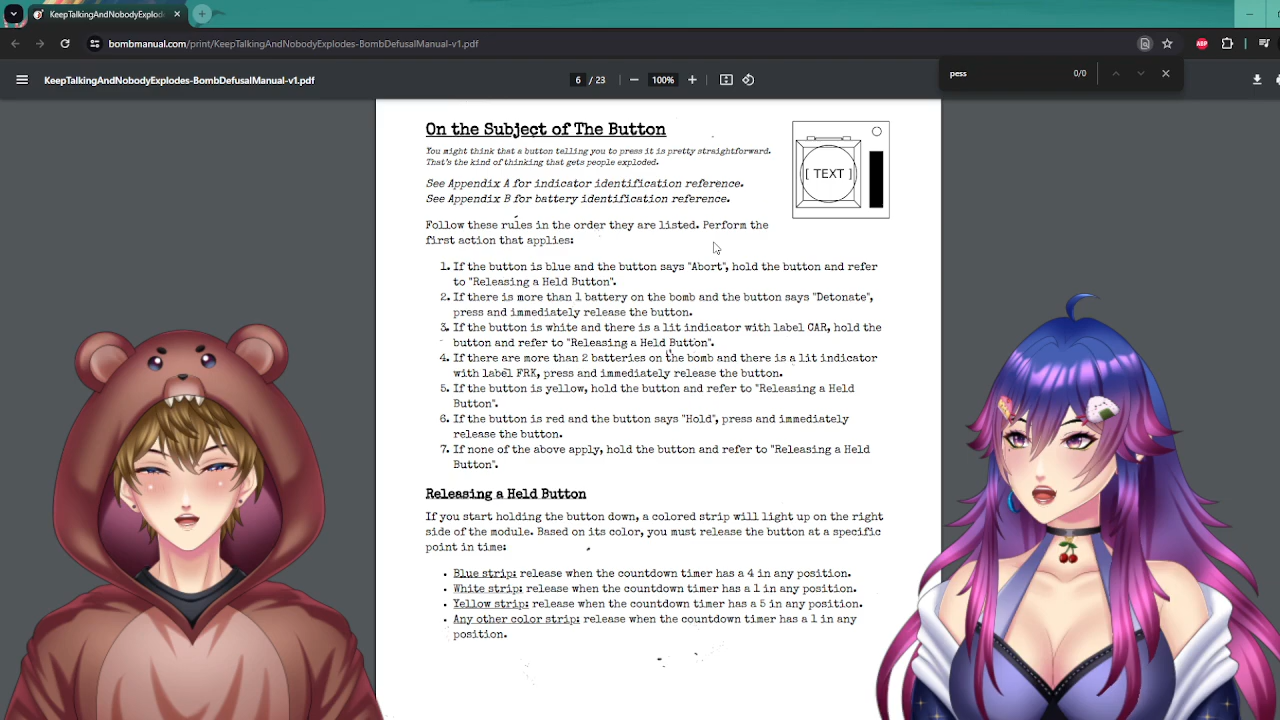 KeepTalkingAndNobodyExplode
bombmanual.com/print/KeepTalkingAndNobodyExplodes-BombDefusalManual-v1.pdf
ABP
KeepTalkingAndNobodyExplodes-BombDefusalManual-v1.pdf
6 / 23
100%
pess
0/0
On the Subject of The Button
You might think that a button telling you to press it is pretty straightforward.
That's the kind of thinking that gets people exploded.
See Appendix A for indicator identification reference.
See Appendix B for battery identification reference.
[ TEXT ]
Follow these rules in the order they are listed. Perform the
first action that applies:
1. If the button is blue and the button says "Abort", hold the button and refer
to "Releasing a Held Button".
2. If there is more than 1 battery on the bomb and the button says "Detonate",
press and immediately release the button.
3. If the button is white and there is a lit indicator with label CAR, hold the
button and refer to "Releasing a Held Button".
4. If there are more than 2 batteries on the bomb and there is a lit indicator
with label FRK, press and immediately release the button.
5. If the button is yellow, hold the button and refer to "Releasing a Held
Button".
6. If the button is red and the button says "Hold", press and immediately
release the button.
7. If none of the above apply, hold the button and refer to "Releasing a Held
Button".
Releasing a Held Button
If you start holding the button down, a colored strip will light up on the right
side of the module. Based on its color, you must release the button at a specific
point in time:
• Blue strip: release when the countdown timer has a 4 in any position.
• White strip: release when the countdown timer has a 1 in any position.
• Yellow strip: release when the countdown timer has a 5 in any position.
• Any other color strip: release when the countdown timer has a 1 in any
position.